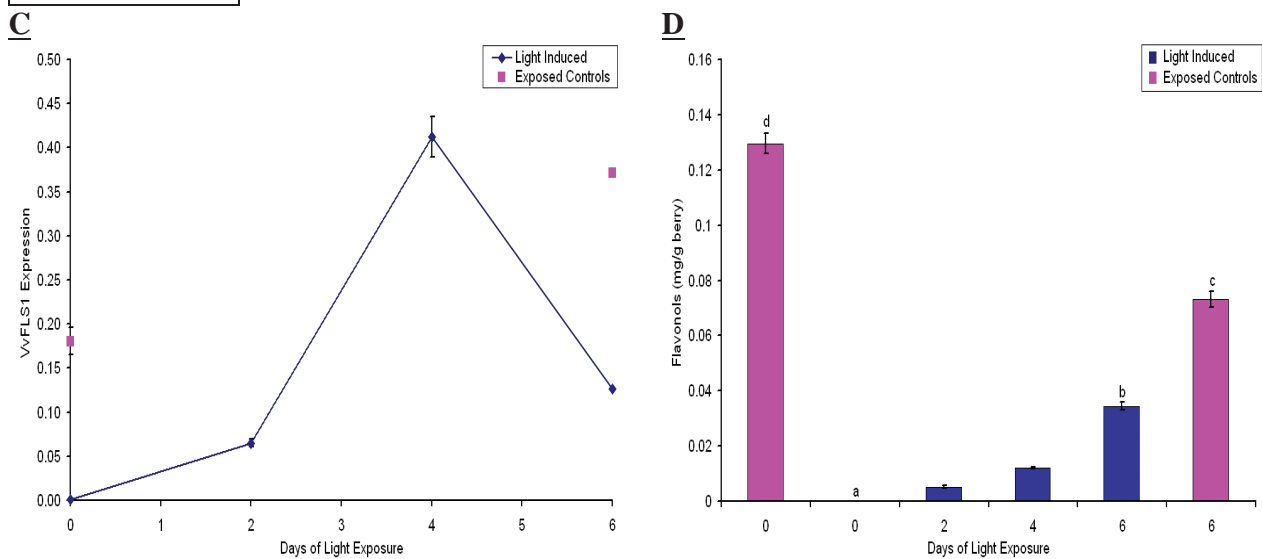 C
Light Induced
Exposed Controls
0.50
0.45
0.40
0.35
0.30
0.25
0.20
0.15
0.10
0.05
0.00
VvFLS1 Expression
0 1 2 3 4 5 6
Days of Light Exposure
D
Light Induced
Exposed Controls
0.16
0.14
0.12
0.1
0.08
0.06
0.04
0.02
0
Flavonols (mg/g berry)
d
a
b
c
0 0 2 4 6 6
Days of Light Exposure